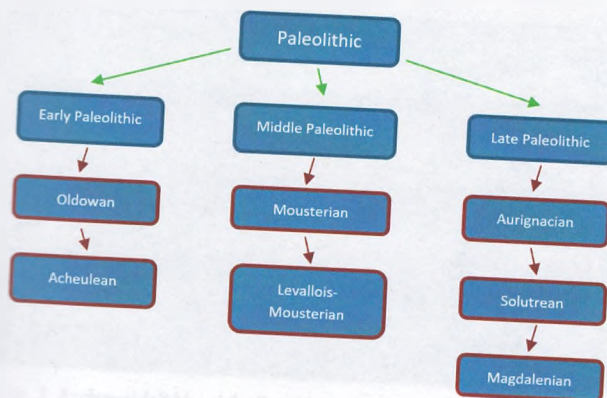 Paleolithic
Early Paleolithic
Middle Paleolithic
Late Paleolithic
Oldowan
Mousterian
Aurignacian
Acheulean
Levallois-
Mousterian
Solutrean
Magdalenian